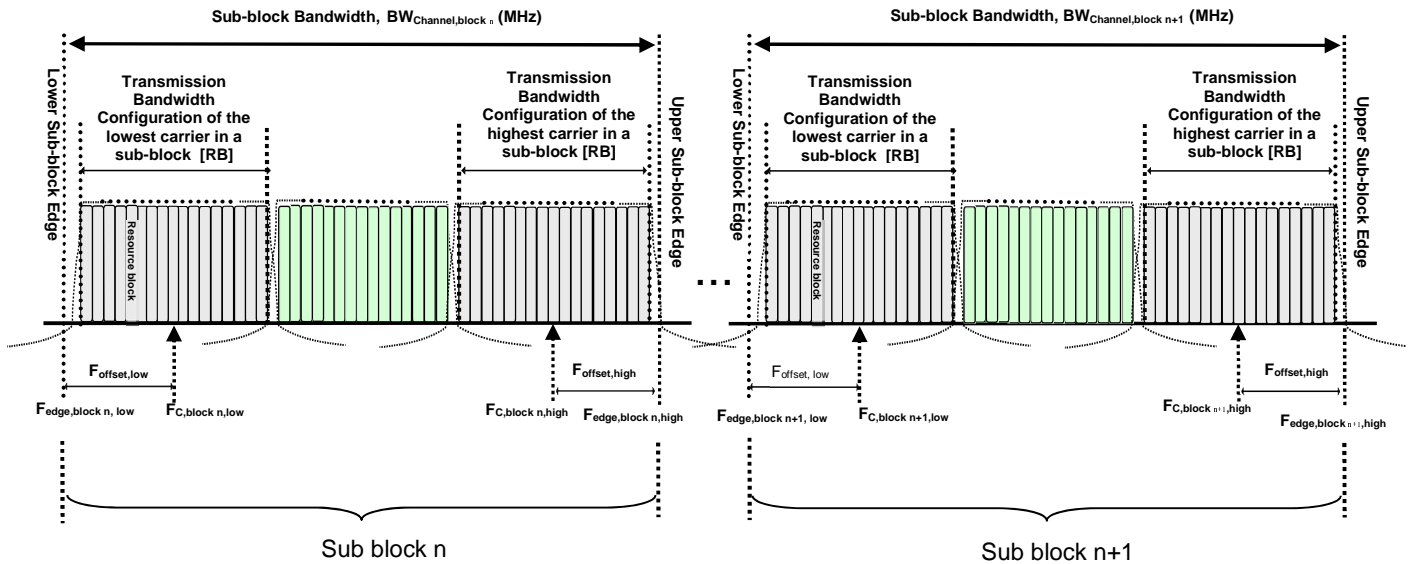 Sub-block Bandwidth, BWChannel,block n (MHz)
Lower Sub-block Edge
Transmission
Bandwidth
Configuration of the
lowest carrier in a
sub-block [RB]
Transmission
Bandwidth
Configuration of the
highest carrier in a
sub-block [RB]
Upper Sub-block Edge
Resource block
Foffset,low
Foffset,high
Fedge,block n, low
FC,block n,low
FC,block n,high
Fedge,block n,high
Sub block n
...
Sub-block Bandwidth, BWChannel,block n+1 (MHz)
Lower Sub-block Edge
Transmission
Bandwidth
Configuration of the
lowest carrier in a
sub-block [RB]
Transmission
Bandwidth
Configuration of the
highest carrier in a
sub-block [RB]
Upper Sub-block Edge
Resource block
Foffset, low
Foffset,high
Fedge,block n+1, low
FC,block n+1,low
FC,block n+1,high
Fedge,block n+1,high
Sub block n+1